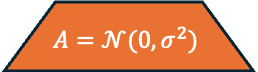 A = 𝒩(0, σ²)